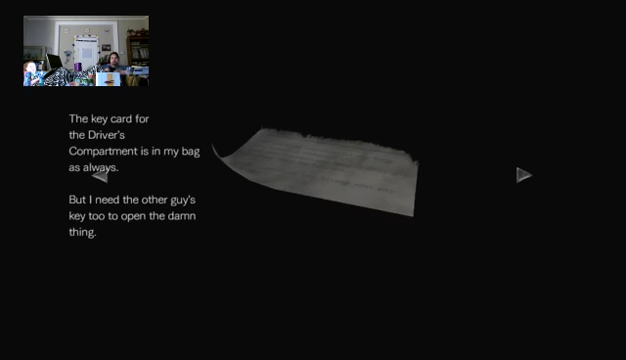 The key card for
the Driver's
Compartment is in my bag
as always.
But I need the other guy's
key too to open the damn
thing.